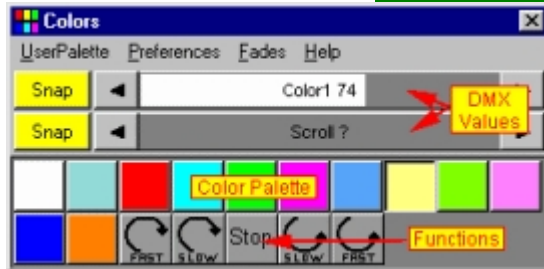 Colors
UserPalette Preferences Fades Help
Snap Color1 74
DMX Values
Snap Scroll ?
Color Palette
FAST SLOW Stop SLOW FAST
Functions